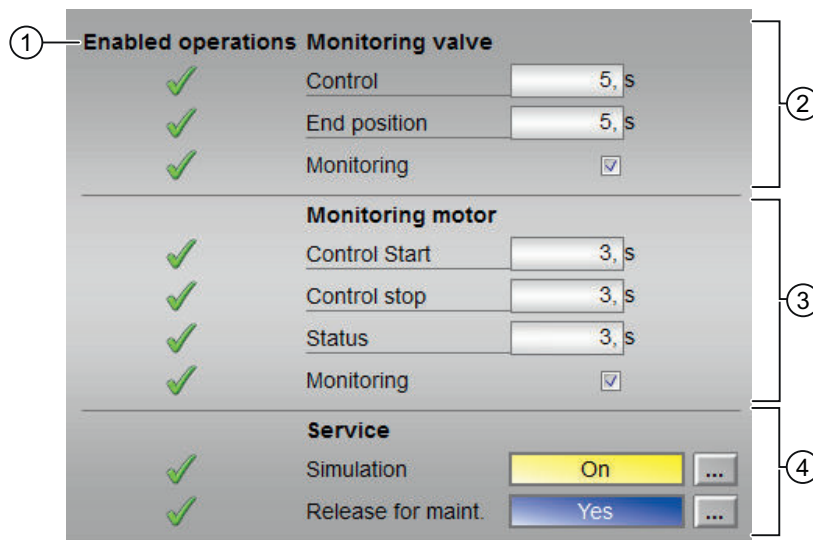 1 Enabled operations Monitoring valve
Control 5, s
End position 5, s
Monitoring
2
Monitoring motor
Control Start 3, s
Control stop 3, s
Status 3, s
Monitoring
3
Service
Simulation On ...
Release for maint. Yes ...
4